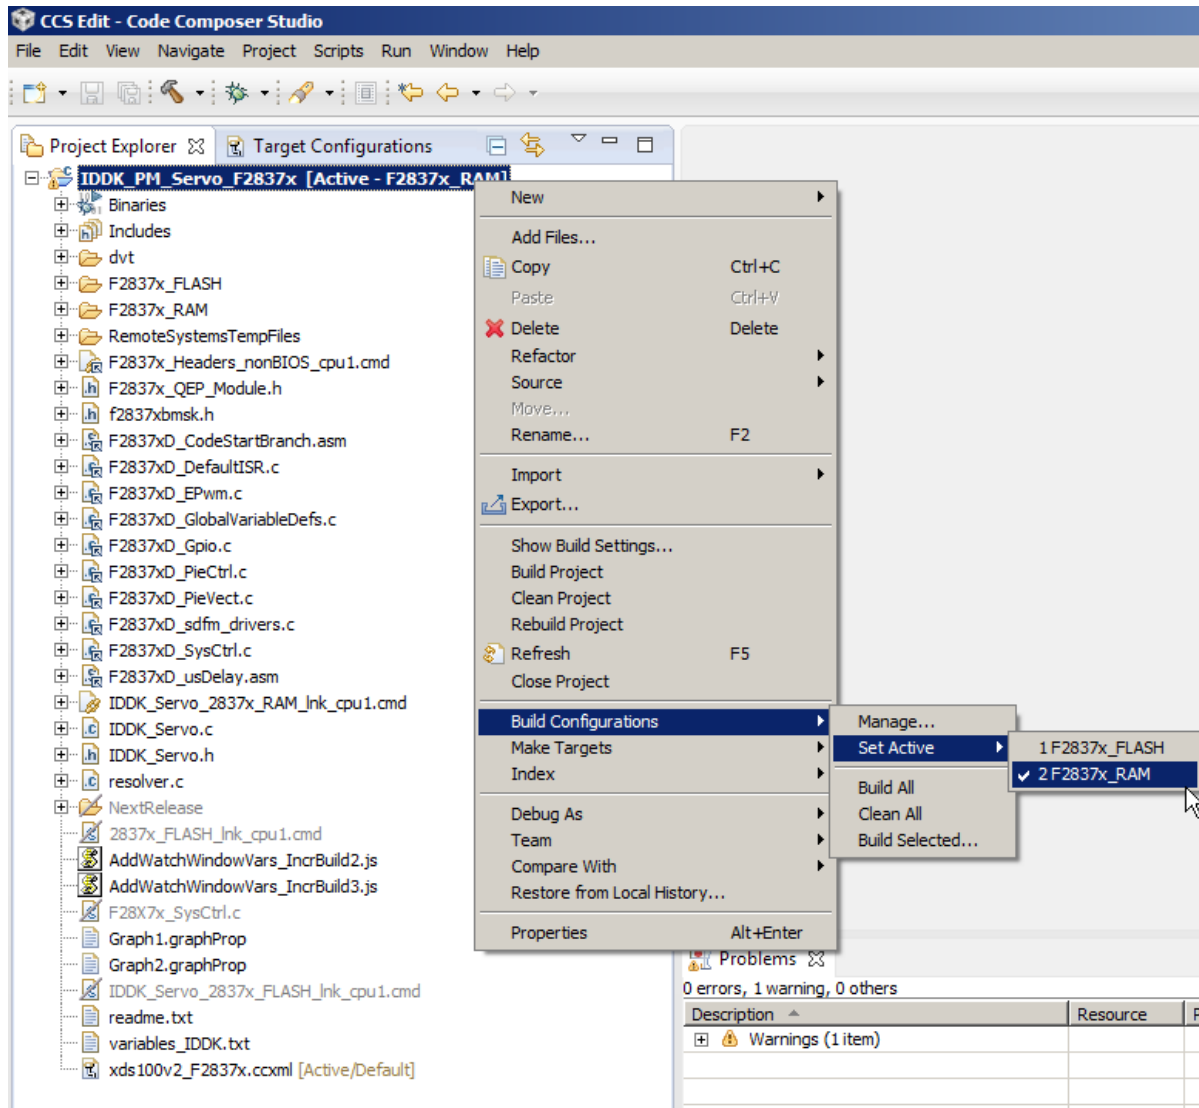 CCS Edit - Code Composer Studio
File Edit View Navigate Project Scripts Run Window Help
Project Explorer Target Configurations
IDDK_PM_Servo_F2837x [Active - F2837x_RAM]
Binaries
Includes
dvt
F2837x_FLASH
F2837x_RAM
RemoteSystemsTempFiles
F2837x_Headers_nonBIOS_cpu1.cmd
F2837x_QEP_Module.h
f2837xbmsk.h
F2837xD_CodeStartBranch.asm
F2837xD_DefaultISR.c
F2837xD_EPwm.c
F2837xD_GlobalVariableDefs.c
F2837xD_Gpio.c
F2837xD_PieCtrl.c
F2837xD_PieVect.c
F2837xD_sdfm_drivers.c
F2837xD_SysCtrl.c
F2837xD_usDelay.asm
IDDK_Servo_2837x_RAM_lnk_cpu1.cmd
IDDK_Servo.c
IDDK_Servo.h
resolver.c
NextRelease
2837x_FLASH_lnk_cpu1.cmd
AddWatchWindowVars_IncrBuild2.js
AddWatchWindowVars_IncrBuild3.js
F28X7x_SysCtrl.c
Graph1.graphProp
Graph2.graphProp
IDDK_Servo_2837x_FLASH_lnk_cpu1.cmd
readme.txt
variables_IDDK.txt
xds100v2_F2837x.ccxml [Active/Default]
New
Add Files...
Copy Ctrl+C
Paste Ctrl+V
Delete Delete
Refactor
Source
Move...
Rename... F2
Import
Export...
Show Build Settings...
Build Project
Clean Project
Rebuild Project
Refresh F5
Close Project
Build Configurations
Make Targets
Index
Debug As
Team
Compare With
Restore from Local History...
Properties Alt+Enter
Manage...
Set Active
Build All
Clean All
Build Selected...
1 F2837x_FLASH
2 F2837x_RAM
Problems
0 errors, 1 warning, 0 others
Description Resource
Warnings (1 item)